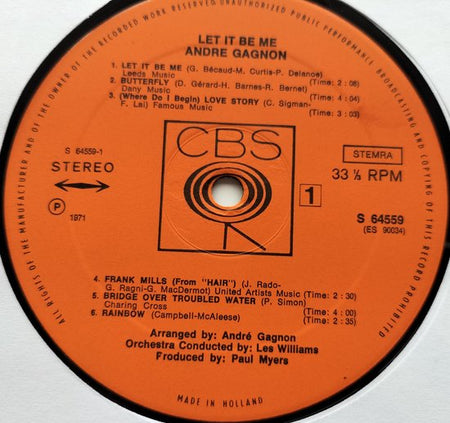 ALL RIGHTS OF THE MANUFACTURER AND OF THE OWNER OF THE RECORDED WORK RESERVED UNAUTHORIZED PUBLIC PERFORMANCE BROADCASTING AND COPYING OF THIS RECORD PROHIBITED
LET IT BE ME
ANDRE GAGNON
1. LET IT BE ME (G. Bécaud-M. Curtis-P. Delanoe)
Leeds Music (Time: 2 : 08)
2. BUTTERFLY (D. Gérard-H. Barnes-R. Bernet)
Dany Music (Time: 4 : 04)
3. (Where Do I Begin) LOVE STORY (C. Sigman-
F. Lai) Famous Music (Time: 3 ; 03)
CBS
S 64559-1
STEREO
STEMRA
33 ⅓ RPM
P 1971
1
S 64559
(ES 90034)
4. FRANK MILLS (From "HAIR") (J. Rado-
G. Ragni-G. MacDermot) United Artists Music (Time: 2 : 30)
5. BRIDGE OVER TROUBLED WATER (P. Simon)
Charing Cross (Time: 4 : 00)
6. RAINBOW (Campbell-McAleese) (Time: 2 : 35)
Arranged by: André Gagnon
Orchestra Conducted by: Les Williams
Produced by: Paul Myers
MADE IN HOLLAND